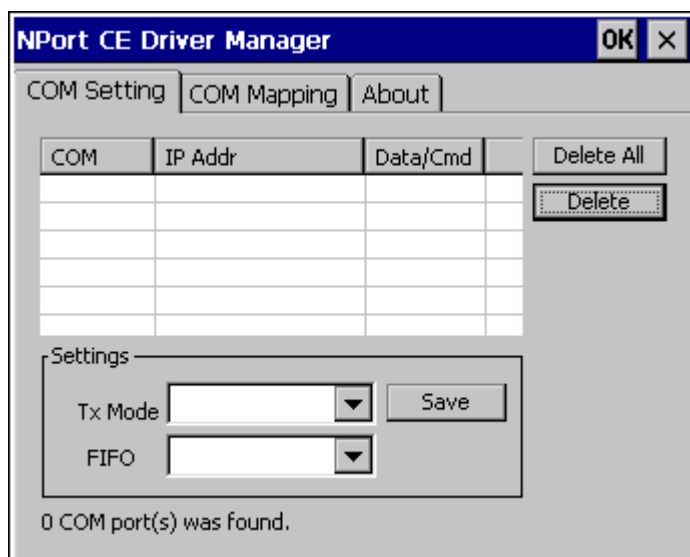 NPort CE Driver Manager OK ×
COM Setting COM Mapping About
COM IP Addr Data/Cmd Delete All
Delete
Settings
Tx Mode Save
FIFO
0 COM port(s) was found.